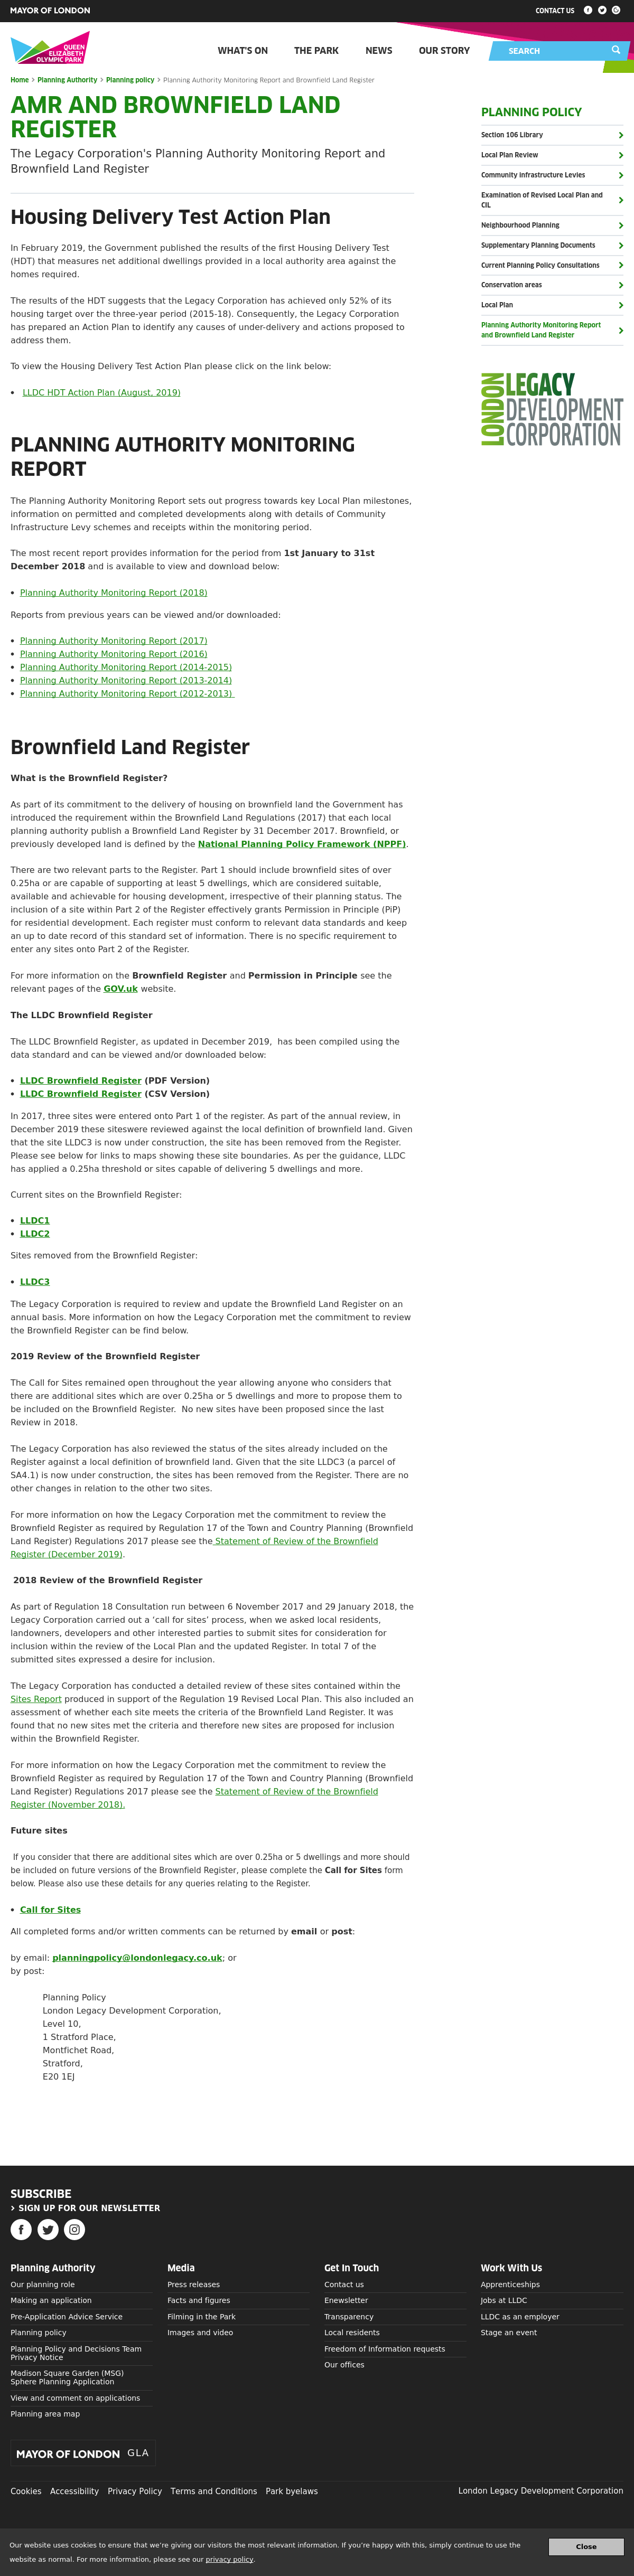 MAYOR OF LONDON
CONTACT US
QUEEN
ELIZABETH
OLYMPIC PARK
WHAT'S ON
THE PARK
NEWS
OUR STORY
SEARCH
Home > Planning Authority > Planning policy > Planning Authority Monitoring Report and Brownfield Land Register
AMR AND BROWNFIELD LAND
REGISTER
The Legacy Corporation's Planning Authority Monitoring Report and
Brownfield Land Register
Housing Delivery Test Action Plan
In February 2019, the Government published the results of the first Housing Delivery Test
(HDT) that measures net additional dwellings provided in a local authority area against the
homes required.
The results of the HDT suggests that the Legacy Corporation has achieved only 52% of its
housing target over the three-year period (2015-18). Consequently, the Legacy Corporation
has prepared an Action Plan to identify any causes of under-delivery and actions proposed to
address them.
To view the Housing Delivery Test Action Plan please click on the link below:
• LLDC HDT Action Plan (August, 2019)
PLANNING AUTHORITY MONITORING
REPORT
The Planning Authority Monitoring Report sets out progress towards key Local Plan milestones,
information on permitted and completed developments along with details of Community
Infrastructure Levy schemes and receipts within the monitoring period.
The most recent report provides information for the period from 1st January to 31st
December 2018 and is available to view and download below:
• Planning Authority Monitoring Report (2018)
Reports from previous years can be viewed and/or downloaded:
• Planning Authority Monitoring Report (2017)
• Planning Authority Monitoring Report (2016)
• Planning Authority Monitoring Report (2014-2015)
• Planning Authority Monitoring Report (2013-2014)
• Planning Authority Monitoring Report (2012-2013)
Brownfield Land Register
What is the Brownfield Register?
As part of its commitment to the delivery of housing on brownfield land the Government has
introduced the requirement within the Brownfield Land Regulations (2017) that each local
planning authority publish a Brownfield Land Register by 31 December 2017. Brownfield, or
previously developed land is defined by the National Planning Policy Framework (NPPF).
There are two relevant parts to the Register. Part 1 should include brownfield sites of over
0.25ha or are capable of supporting at least 5 dwellings, which are considered suitable,
available and achievable for housing development, irrespective of their planning status. The
inclusion of a site within Part 2 of the Register effectively grants Permission in Principle (PiP)
for residential development. Each register must conform to relevant data standards and keep
an up to date record of this standard set of information. There is no specific requirement to
enter any sites onto Part 2 of the Register.
For more information on the Brownfield Register and Permission in Principle see the
relevant pages of the GOV.uk website.
The LLDC Brownfield Register
The LLDC Brownfield Register, as updated in December 2019,  has been compiled using the
data standard and can be viewed and/or downloaded below:
• LLDC Brownfield Register (PDF Version)
• LLDC Brownfield Register (CSV Version)
In 2017, three sites were entered onto Part 1 of the register. As part of the annual review, in
December 2019 these siteswere reviewed against the local definition of brownfield land. Given
that the site LLDC3 is now under construction, the site has been removed from the Register.
Please see below for links to maps showing these site boundaries. As per the guidance, LLDC
has applied a 0.25ha threshold or sites capable of delivering 5 dwellings and more.
Current sites on the Brownfield Register:
• LLDC1
• LLDC2
Sites removed from the Brownfield Register:
• LLDC3
The Legacy Corporation is required to review and update the Brownfield Land Register on an
annual basis. More information on how the Legacy Corporation met the commitment to review
the Brownfield Register can be find below.
2019 Review of the Brownfield Register
The Call for Sites remained open throughout the year allowing anyone who considers that
there are additional sites which are over 0.25ha or 5 dwellings and more to propose them to
be included on the Brownfield Register.  No new sites have been proposed since the last
Review in 2018.
The Legacy Corporation has also reviewed the status of the sites already included on the
Register against a local definition of brownfield land. Given that the site LLDC3 (a parcel of
SA4.1) is now under construction, the sites has been removed from the Register. There are no
other changes in relation to the other two sites.
For more information on how the Legacy Corporation met the commitment to review the
Brownfield Register as required by Regulation 17 of the Town and Country Planning (Brownfield
Land Register) Regulations 2017 please see the Statement of Review of the Brownfield
Register (December 2019).
2018 Review of the Brownfield Register
As part of Regulation 18 Consultation run between 6 November 2017 and 29 January 2018, the
Legacy Corporation carried out a ‘call for sites’ process, when we asked local residents,
landowners, developers and other interested parties to submit sites for consideration for
inclusion within the review of the Local Plan and the updated Register. In total 7 of the
submitted sites expressed a desire for inclusion.
The Legacy Corporation has conducted a detailed review of these sites contained within the
Sites Report produced in support of the Regulation 19 Revised Local Plan. This also included an
assessment of whether each site meets the criteria of the Brownfield Land Register. It was
found that no new sites met the criteria and therefore new sites are proposed for inclusion
within the Brownfield Register.
For more information on how the Legacy Corporation met the commitment to review the
Brownfield Register as required by Regulation 17 of the Town and Country Planning (Brownfield
Land Register) Regulations 2017 please see the Statement of Review of the Brownfield
Register (November 2018).
Future sites
If you consider that there are additional sites which are over 0.25ha or 5 dwellings and more should
be included on future versions of the Brownfield Register, please complete the Call for Sites form
below. Please also use these details for any queries relating to the Register.
• Call for Sites
All completed forms and/or written comments can be returned by email or post:
by email: planningpolicy@londonlegacy.co.uk; or
by post:
Planning Policy
London Legacy Development Corporation,
Level 10,
1 Stratford Place,
Montfichet Road,
Stratford,
E20 1EJ
PLANNING POLICY
Section 106 Library
Local Plan Review
Community Infrastructure Levies
Examination of Revised Local Plan and
CIL
Neighbourhood Planning
Supplementary Planning Documents
Current Planning Policy Consultations
Conservation areas
Local Plan
Planning Authority Monitoring Report
and Brownfield Land Register
LONDON LEGACY
DEVELOPMENT
CORPORATION
SUBSCRIBE
> SIGN UP FOR OUR NEWSLETTER
Planning Authority
Our planning role
Making an application
Pre-Application Advice Service
Planning policy
Planning Policy and Decisions Team
Privacy Notice
Madison Square Garden (MSG)
Sphere Planning Application
View and comment on applications
Planning area map
Media
Press releases
Facts and figures
Filming in the Park
Images and video
Get In Touch
Contact us
Enewsletter
Transparency
Local residents
Freedom of Information requests
Our offices
Work With Us
Apprenticeships
Jobs at LLDC
LLDC as an employer
Stage an event
MAYOR OF LONDON GLA
Cookies Accessibility Privacy Policy Terms and Conditions Park byelaws
London Legacy Development Corporation
Our website uses cookies to ensure that we’re giving our visitors the most relevant information. If you’re happy with this, simply continue to use the
website as normal. For more information, please see our privacy policy.
Close